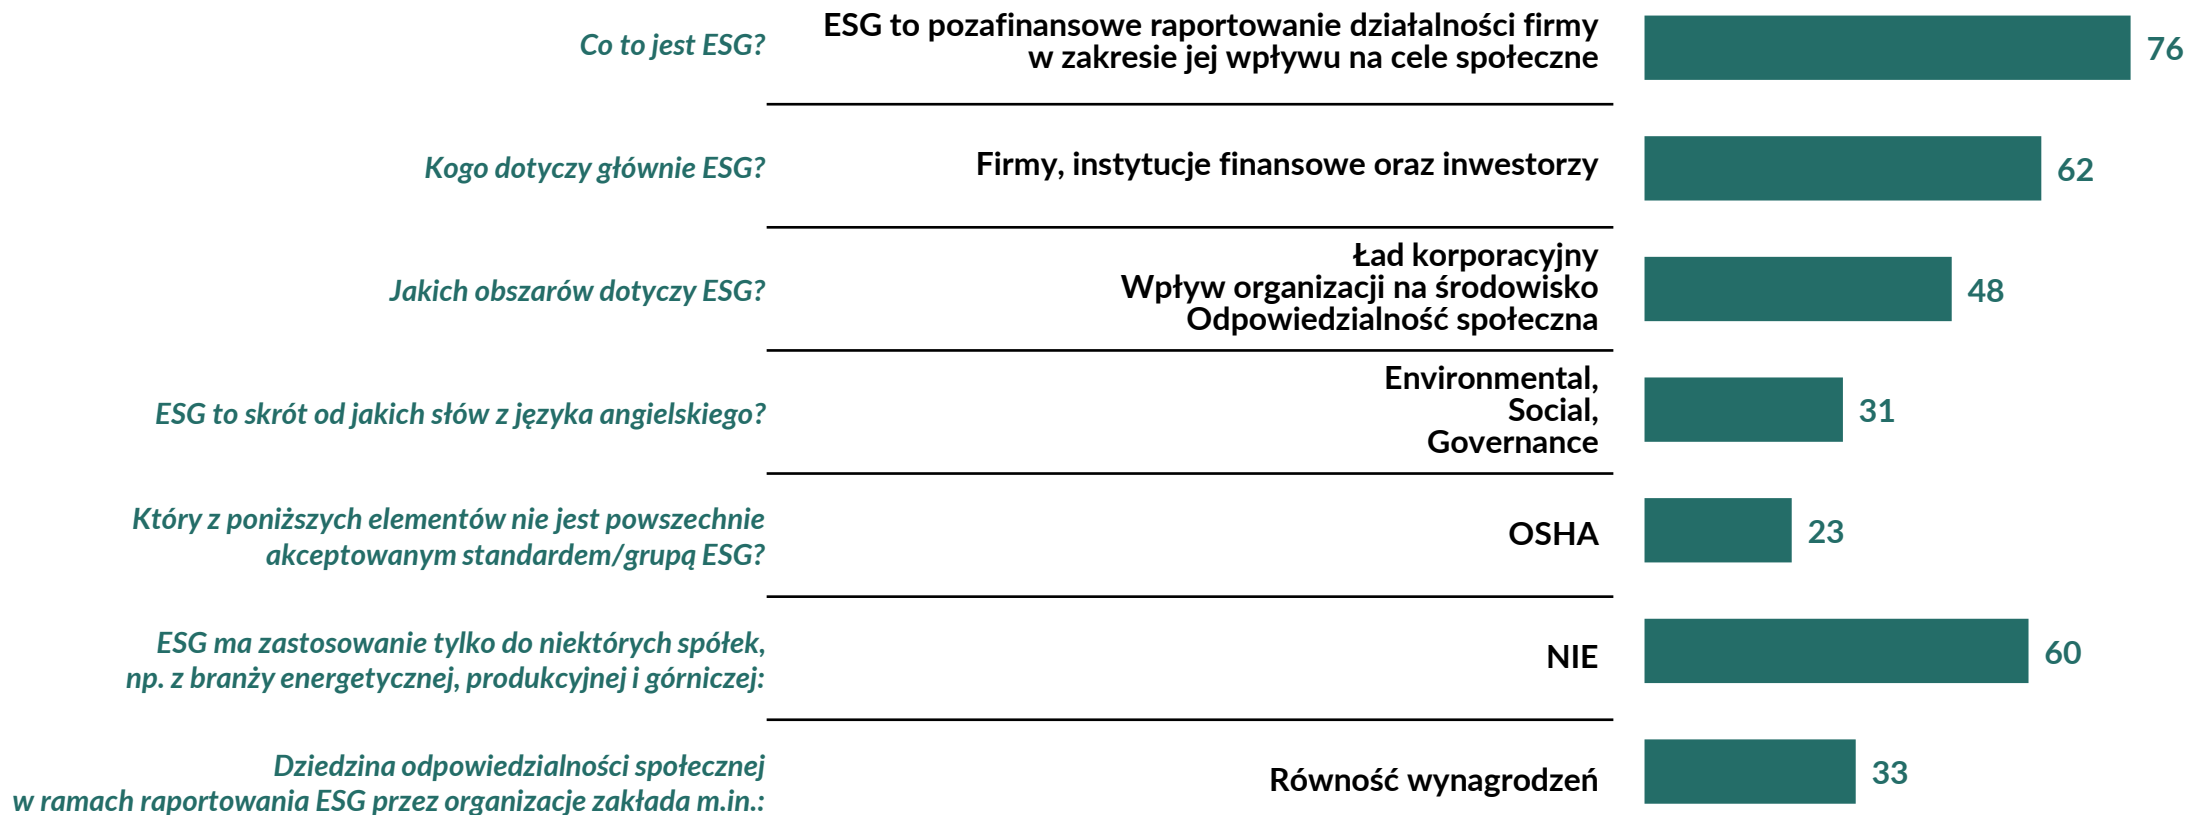 Co to jest ESG?
ESG to pozafinansowe raportowanie działalności firmy
w zakresie jej wpływu na cele społeczne
76
Kogo dotyczy głównie ESG?
Firmy, instytucje finansowe oraz inwestorzy
62
Jakich obszarów dotyczy ESG?
Ład korporacyjny
Wpływ organizacji na środowisko
Odpowiedzialność społeczna
48
ESG to skrót od jakich słów z języka angielskiego?
Environmental,
Social,
Governance
31
Który z poniższych elementów nie jest powszechnie
akceptowanym standardem/grupą ESG?
OSHA
23
ESG ma zastosowanie tylko do niektórych spółek,
np. z branży energetycznej, produkcyjnej i górniczej:
NIE
60
Dziedzina odpowiedzialności społecznej
w ramach raportowania ESG przez organizacje zakłada m.in.:
Równość wynagrodzeń
33